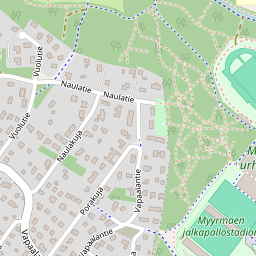 Vuolutie
Naulatie
Naulatie
Vuolutie
Naulakuja
Porakuja
Vapaalantie
Vapaalantie
Myyrmäen
jalkapallostadion